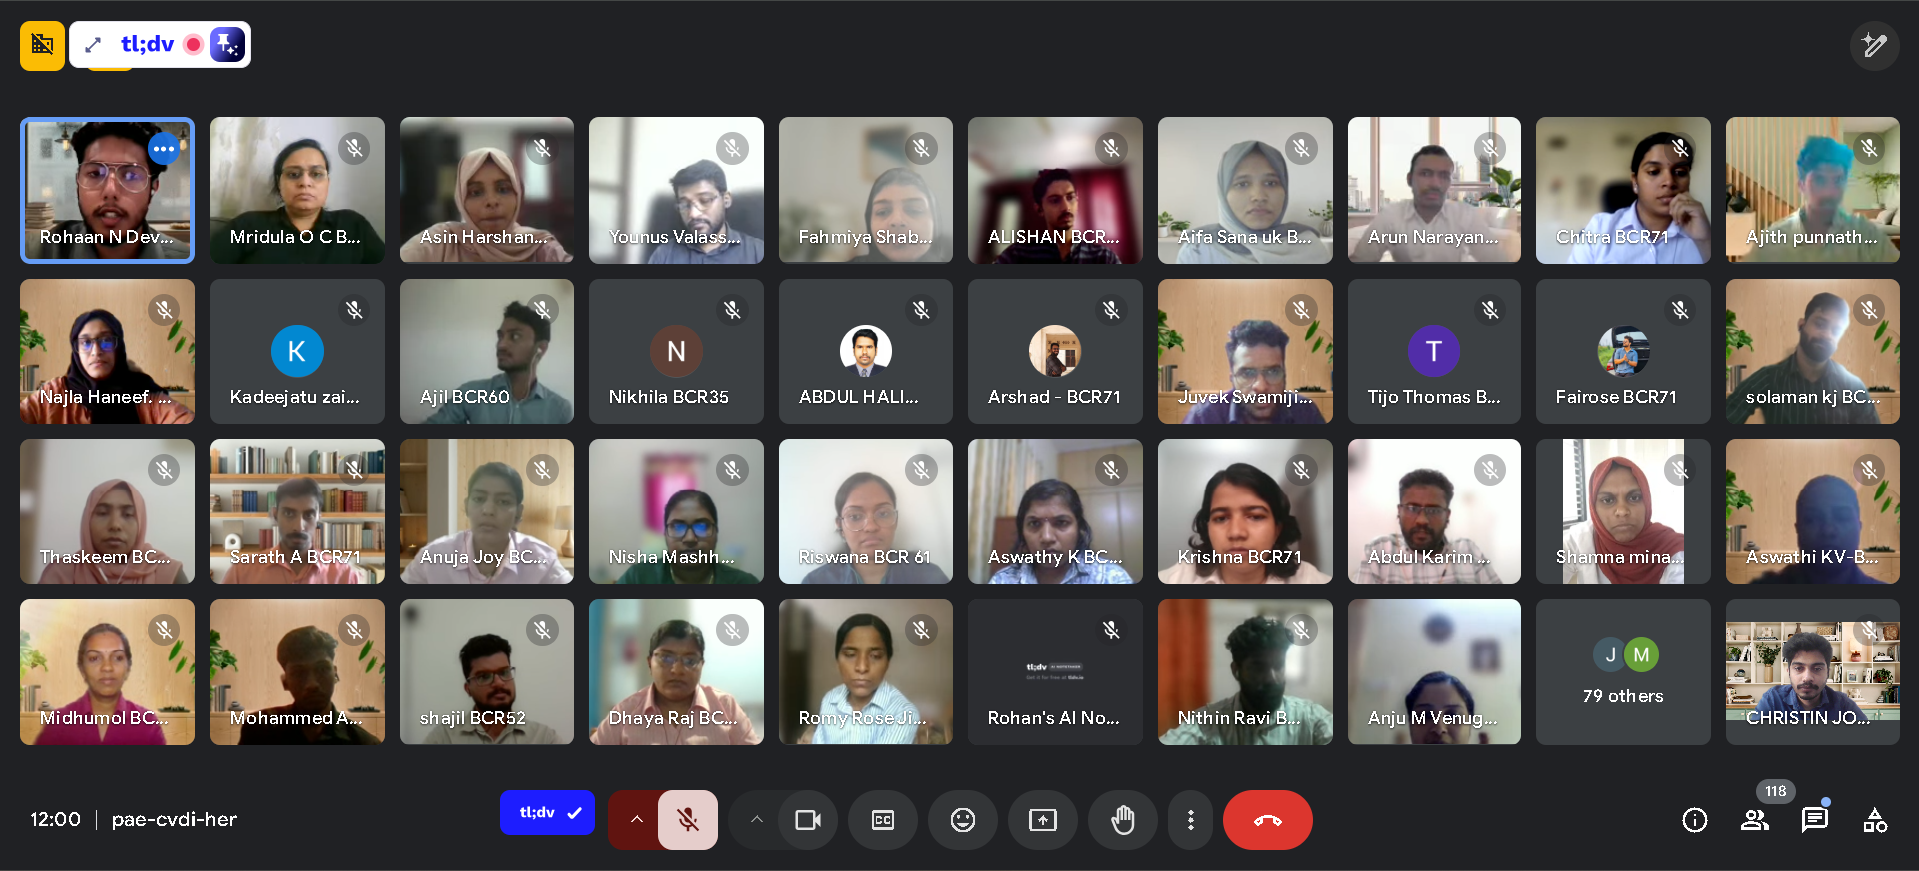 tl;dv
Rohaan N Dev...
Mridula O C B...
Asin Harshan...
Younus Valass...
Fahmiya Shab...
ALISHAN BCR...
Aifa Sana uk B...
Arun Narayan...
Chitra BCR71
Ajith punnath...
Najla Haneef. ...
K
Kadeejatu zai...
Ajil BCR60
N
Nikhila BCR35
ABDUL HALI...
Arshad - BCR71
Juvek Swamiji...
T
Tijo Thomas B...
Fairose BCR71
solaman kj BC...
Thaskeem BC...
Sarath A BCR71
Anuja Joy BC...
Nisha Mashh...
Riswana BCR 61
Aswathy K BC...
Krishna BCR71
Abdul Karim ...
Shamna mina...
Aswathi KV-B...
Midhumol BC...
Mohammed A...
shajil BCR52
Dhaya Raj BC...
Romy Rose Ji...
tl;dv
Rohan's AI No...
Nithin Ravi B...
Anju M Venug...
J M
79 others
CHRISTIN JO...
12:00 | pae-cvdi-her
tl;dv
CC
118